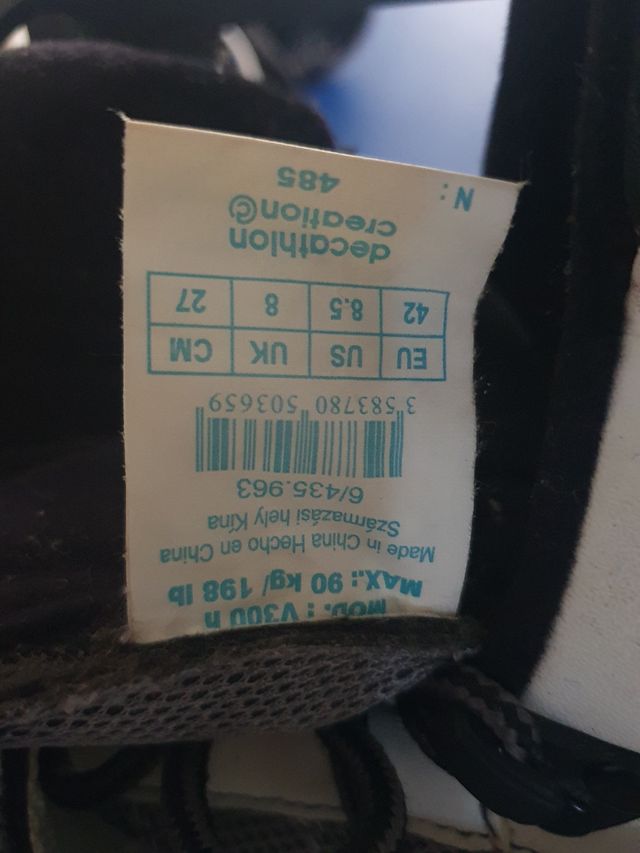 MOD. : V300 h
MAX.: 90 kg/ 198 lb
Made in China Hecho en China
Származási hely Kína
6/435.963
3 583780 503659
EU US UK CM
42 8.5 8 27
decathlon
creation©
N: 485